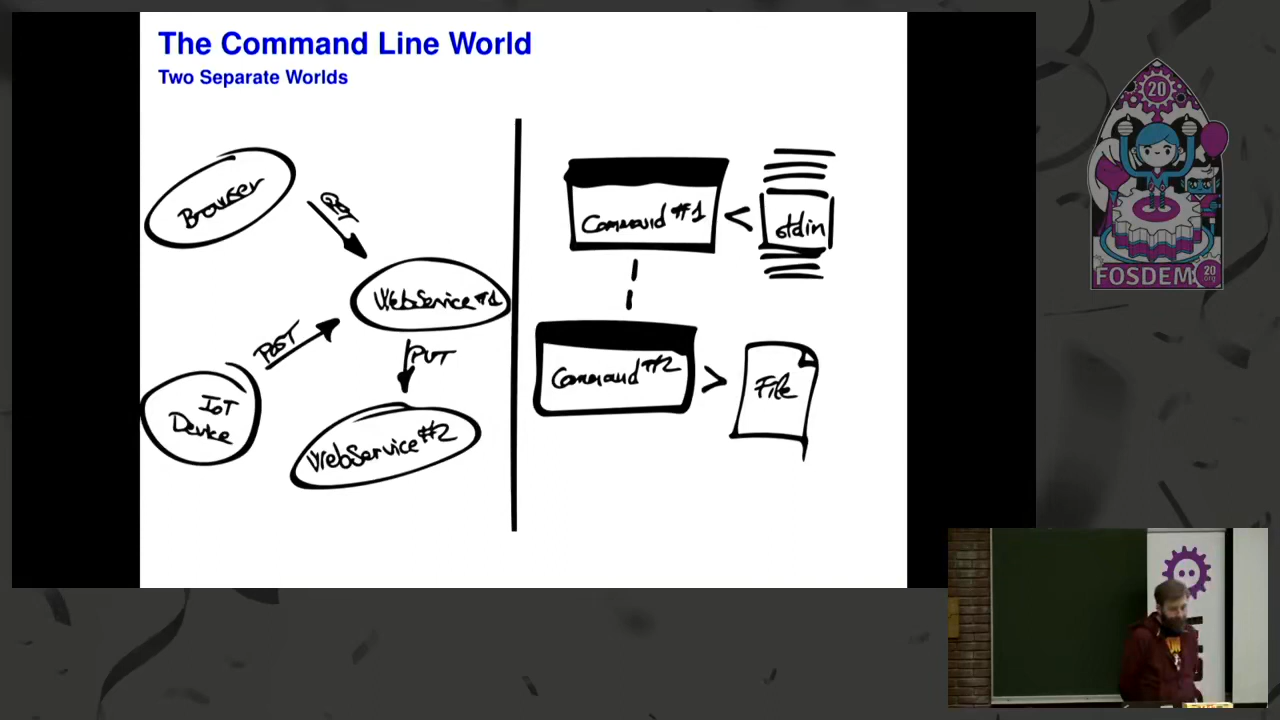 The Command Line World
Two Separate Worlds
Browser
WebService #1
POST
PUT
IoT
Device
WebService #2
Command #1
<
stdin
Command #2
>
File
20
FOSDEM
20
.org